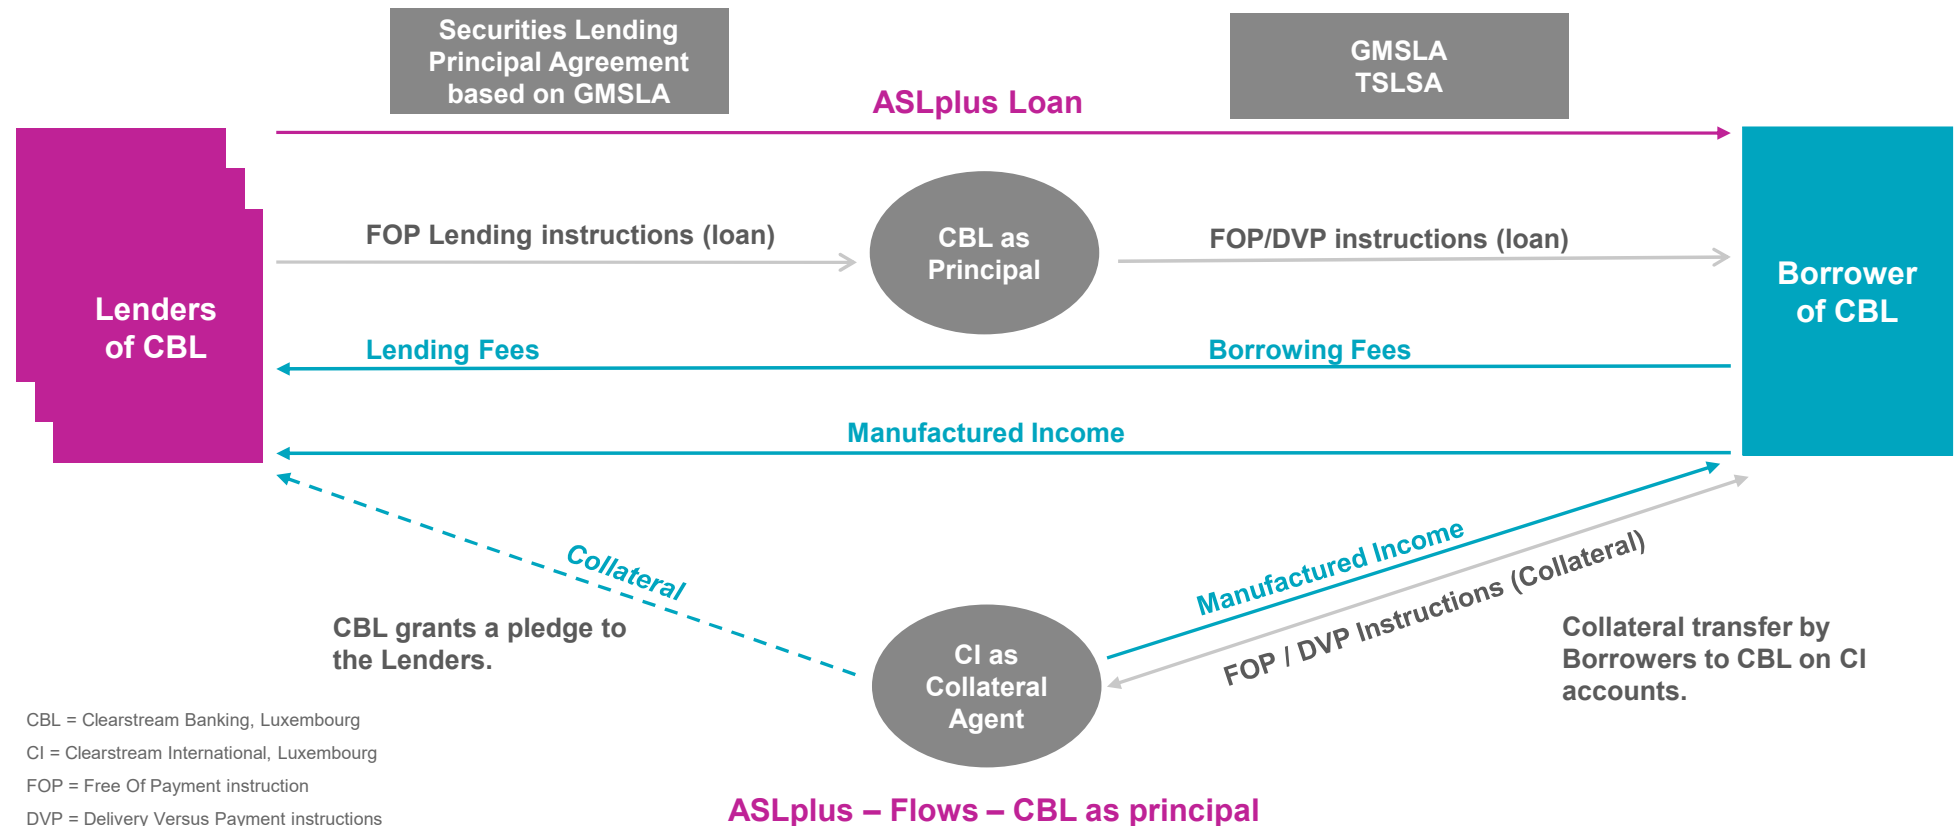 Securities Lending
Principal Agreement
based on GMSLA
GMSLA
TSLSA
ASLplus Loan
FOP Lending instructions (loan)
CBL as
Principal
FOP/DVP instructions (loan)
Lenders
of CBL
Borrower
of CBL
Lending Fees
Borrowing Fees
Manufactured Income
Collateral
Manufactured Income
FOP / DVP Instructions (Collateral)
CBL grants a pledge to
the Lenders.
CI as
Collateral
Agent
Collateral transfer by
Borrowers to CBL on CI
accounts.
CBL = Clearstream Banking, Luxembourg
CI = Clearstream International, Luxembourg
FOP = Free Of Payment instruction
DVP = Delivery Versus Payment instructions
ASLplus – Flows – CBL as principal